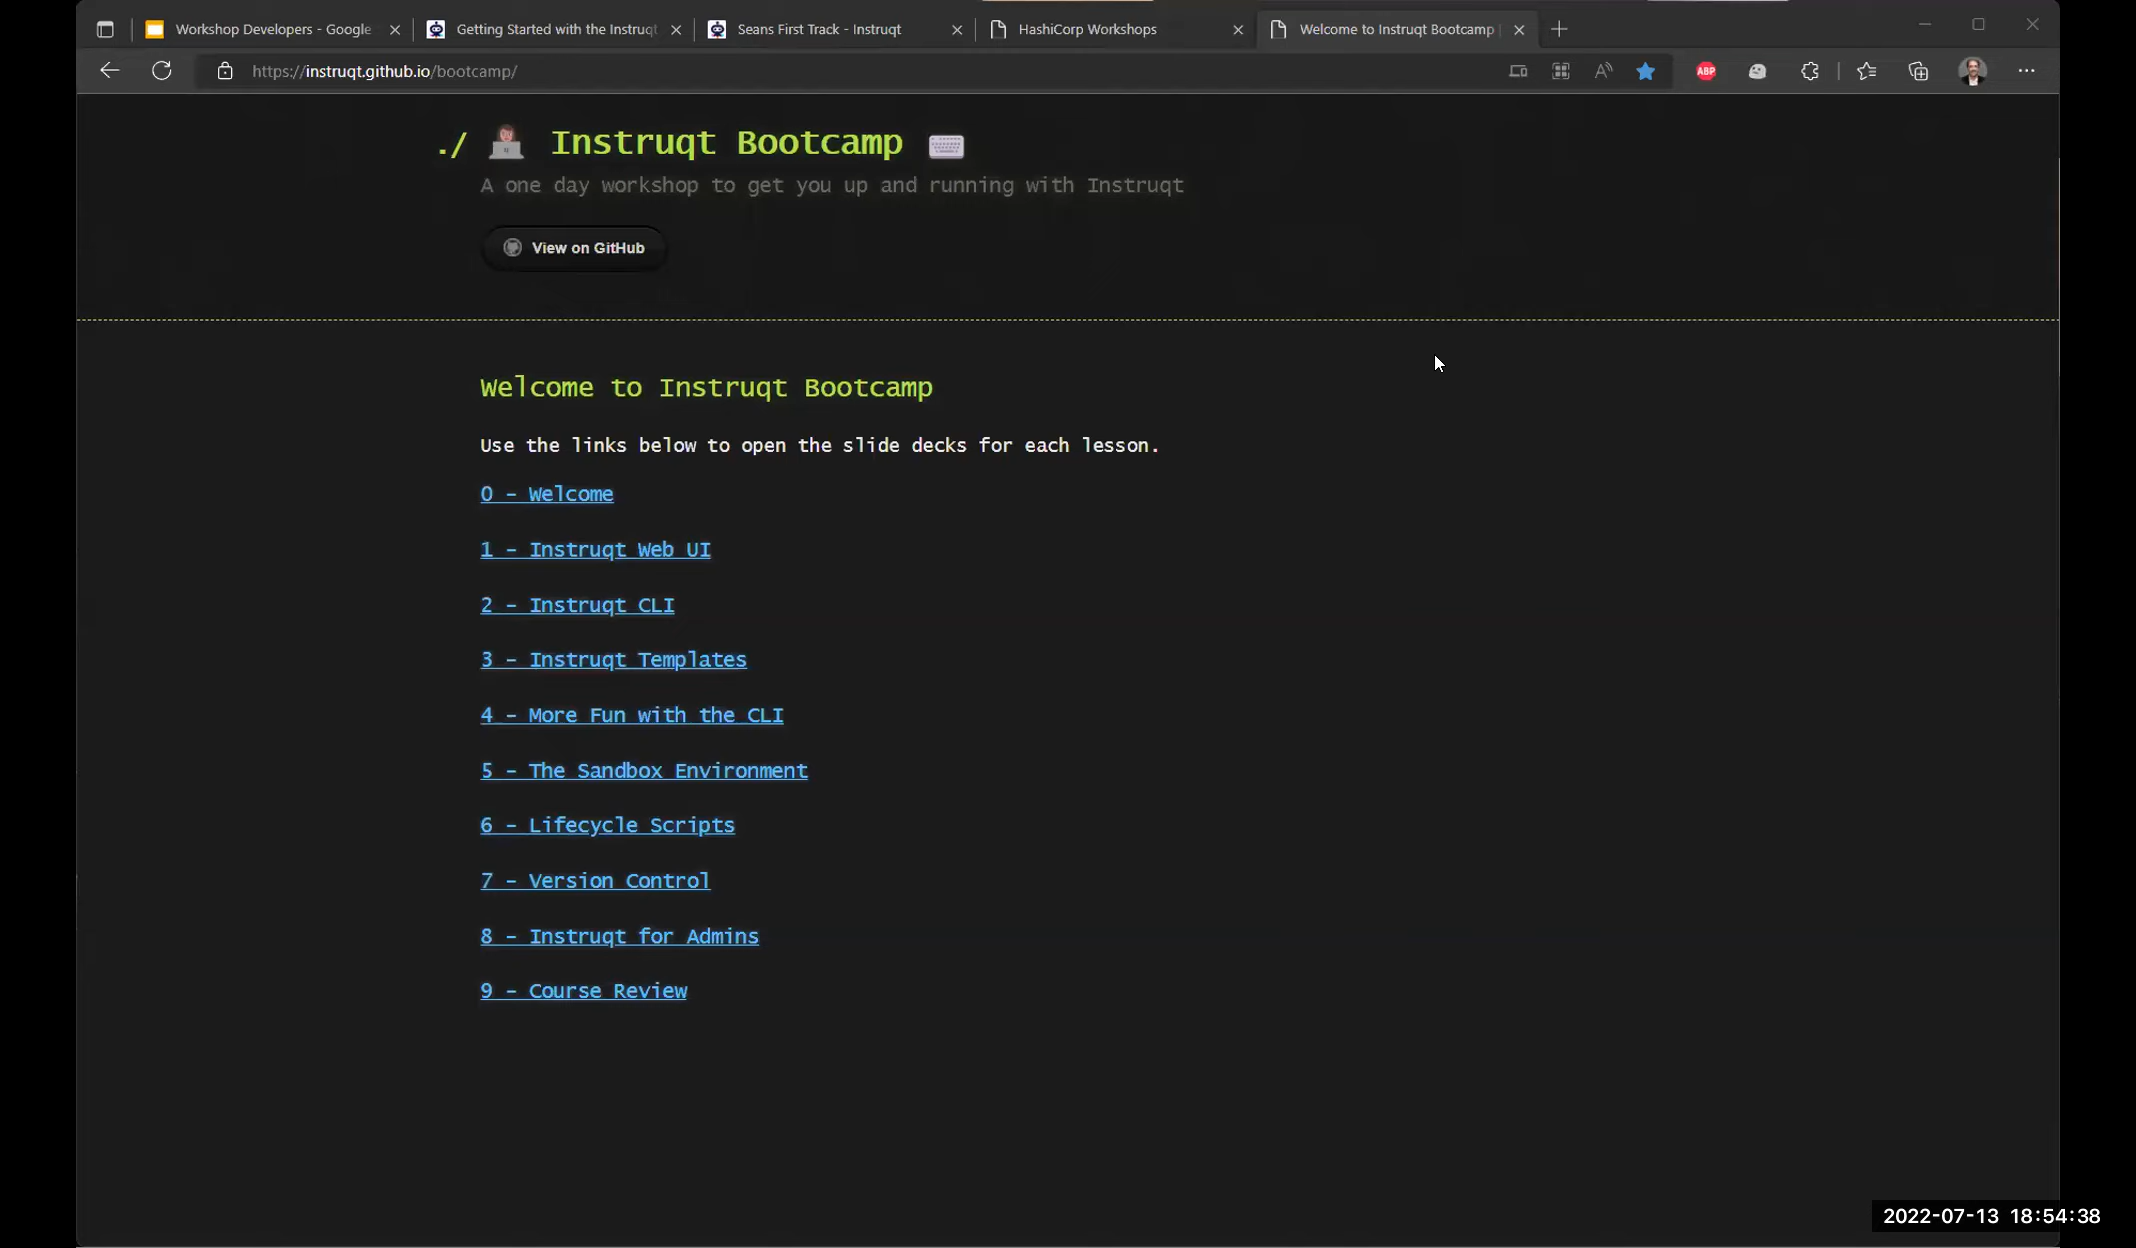 Workshop Developers - Google
Getting Started with the Instruqt
Seans First Track - Instruqt
HashiCorp Workshops
Welcome to Instruqt Bootcamp |
https://instruqt.github.io/bootcamp/
ABP
./ Instruqt Bootcamp
A one day workshop to get you up and running with Instruqt
View on GitHub
Welcome to Instruqt Bootcamp
Use the links below to open the slide decks for each lesson.
0 - Welcome
1 - Instruqt Web UI
2 - Instruqt CLI
3 - Instruqt Templates
4 - More Fun with the CLI
5 - The Sandbox Environment
6 - Lifecycle Scripts
7 - Version Control
8 - Instruqt for Admins
9 - Course Review
2022-07-13 18:54:38